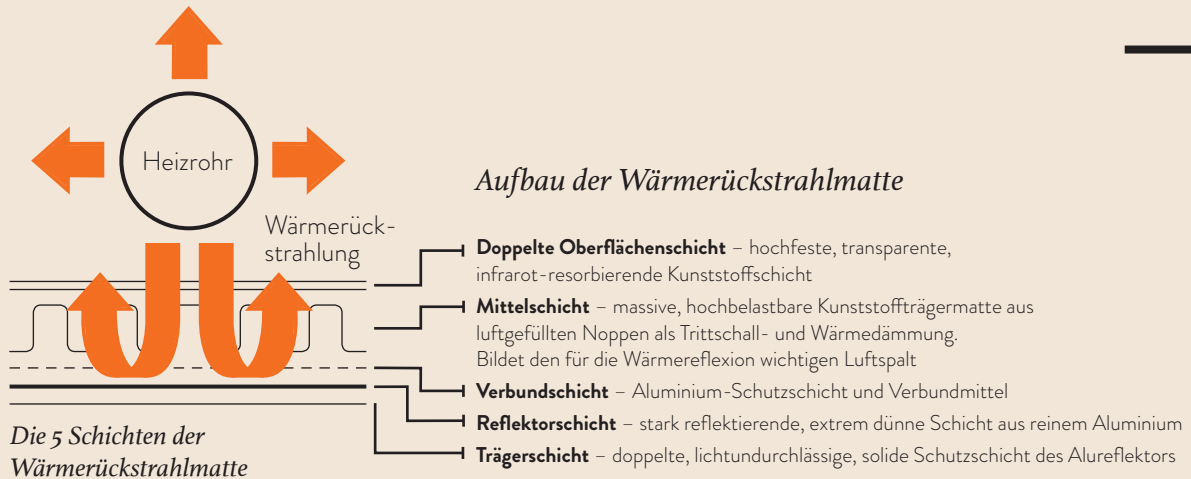 Heizrohr
Wärmerück-
strahlung
Aufbau der Wärmerückstrahlmatte
Doppelte Oberflächenschicht – hochfeste, transparente,
infrarot-resorbierende Kunststoffschicht
Mittelschicht – massive, hochbelastbare Kunststoffträgermatte aus
luftgefüllten Noppen als Trittschall- und Wärmedämmung.
Bildet den für die Wärmereflexion wichtigen Luftspalt
Verbundschicht – Aluminium-Schutzschicht und Verbundmittel
Reflektorschicht – stark reflektierende, extrem dünne Schicht aus reinem Aluminium
Trägerschicht – doppelte, lichtundurchlässige, solide Schutzschicht des Alureflektors
Die 5 Schichten der
Wärmerückstrahlmatte